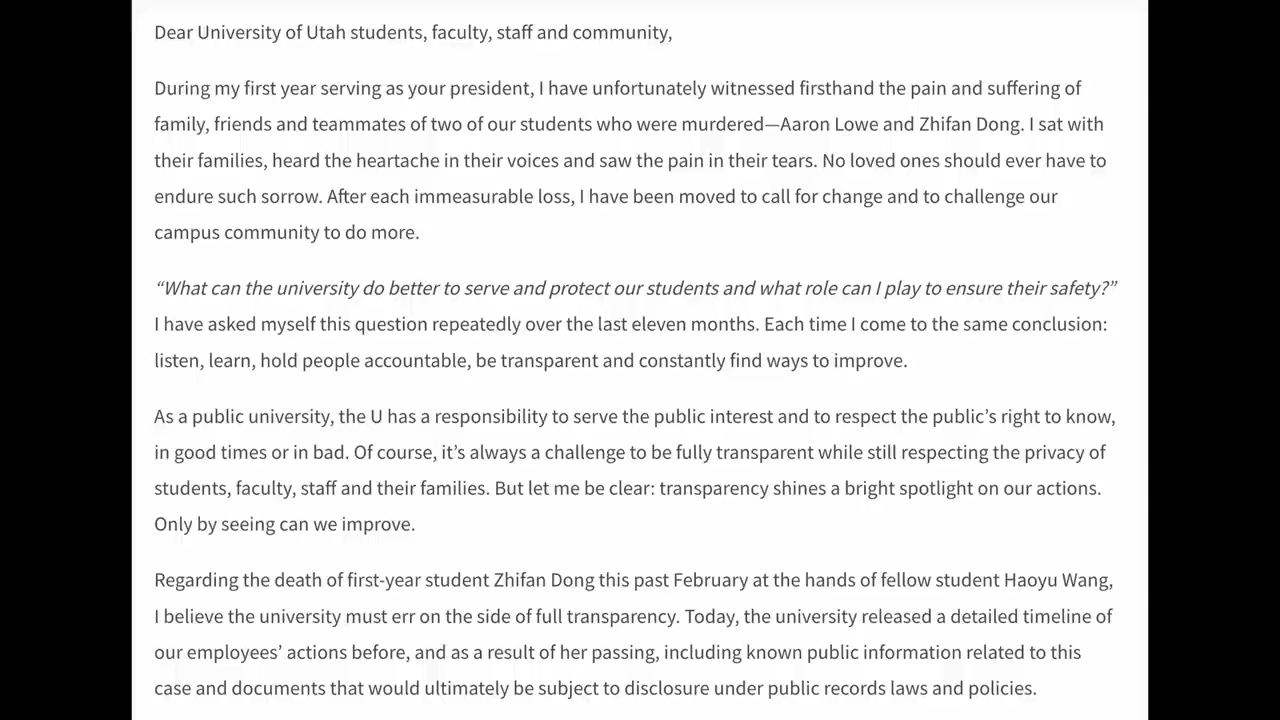 Dear University of Utah students, faculty, staff and community,
During my first year serving as your president, I have unfortunately witnessed firsthand the pain and suffering of
family, friends and teammates of two of our students who were murdered—Aaron Lowe and Zhifan Dong. I sat with
their families, heard the heartache in their voices and saw the pain in their tears. No loved ones should ever have to
endure such sorrow. After each immeasurable loss, I have been moved to call for change and to challenge our
campus community to do more.
“What can the university do better to serve and protect our students and what role can I play to ensure their safety?”
I have asked myself this question repeatedly over the last eleven months. Each time I come to the same conclusion:
listen, learn, hold people accountable, be transparent and constantly find ways to improve.
As a public university, the U has a responsibility to serve the public interest and to respect the public’s right to know,
in good times or in bad. Of course, it’s always a challenge to be fully transparent while still respecting the privacy of
students, faculty, staff and their families. But let me be clear: transparency shines a bright spotlight on our actions.
Only by seeing can we improve.
Regarding the death of first-year student Zhifan Dong this past February at the hands of fellow student Haoyu Wang,
I believe the university must err on the side of full transparency. Today, the university released a detailed timeline of
our employees’ actions before, and as a result of her passing, including known public information related to this
case and documents that would ultimately be subject to disclosure under public records laws and policies.